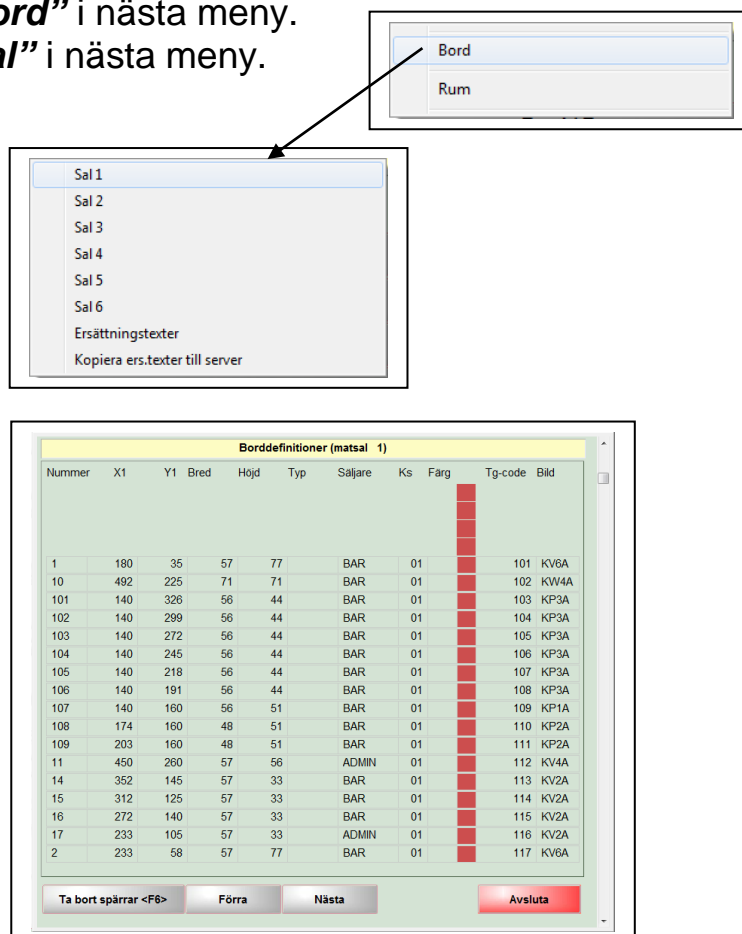 ord” i nästa meny.
al” i nästa meny.
Bord
Rum
Sal 1
Sal 2
Sal 3
Sal 4
Sal 5
Sal 6
Ersättningstexter
Kopiera ers.texter till server
Borddefinitioner (matsal 1)
Nummer X1 Y1 Bred Höjd Typ Säljare Ks Färg Tg-code Bild
1 180 35 57 77 BAR 01 101 KV6A
10 492 225 71 71 BAR 01 102 KW4A
101 140 326 56 44 BAR 01 103 KP3A
102 140 299 56 44 BAR 01 104 KP3A
103 140 272 56 44 BAR 01 105 KP3A
104 140 245 56 44 BAR 01 106 KP3A
105 140 218 56 44 BAR 01 107 KP3A
106 140 191 56 44 BAR 01 108 KP3A
107 140 160 56 51 BAR 01 109 KP1A
108 174 160 48 51 BAR 01 110 KP2A
109 203 160 48 51 BAR 01 111 KP2A
11 450 260 57 56 ADMIN 01 112 KV4A
14 352 145 57 33 BAR 01 113 KV2A
15 312 125 57 33 BAR 01 114 KV2A
16 272 140 57 33 BAR 01 115 KV2A
17 233 105 57 33 ADMIN 01 116 KV2A
2 233 58 57 77 BAR 01 117 KV6A
Ta bort spärrar <F6> Förra Nästa Avsluta